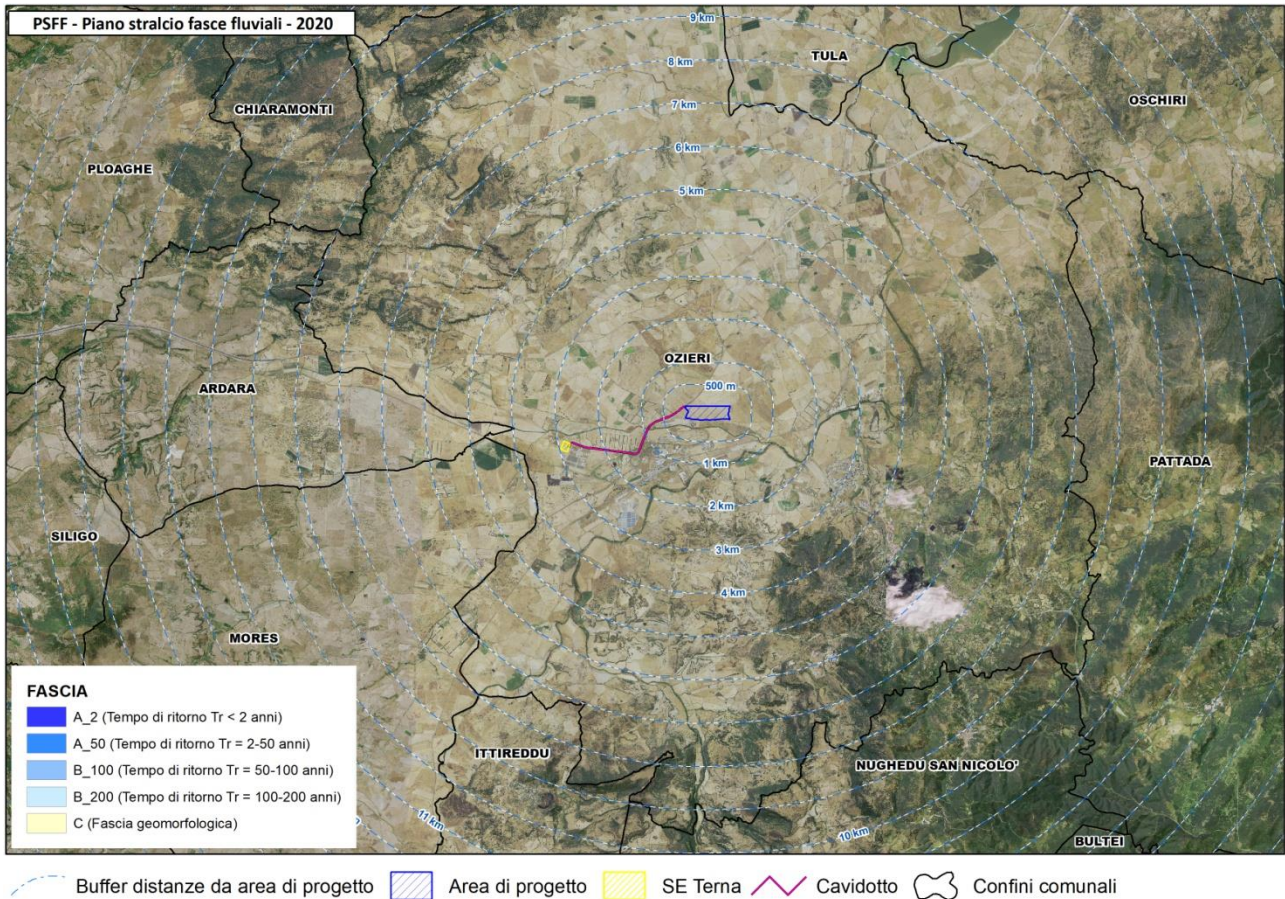 PSFF - Piano stralcio fasce fluviali - 2020
9 km
TULA
8 km
OSCHIRI
CHIARAMONTI
7 km
6 km
PLOAGHE
5 km
OZIERI
500 m
ARDARA
1 km
PATTADA
2 km
SILIGO
3 km
4 km
MORES
FASCIA
A_2 (Tempo di ritorno Tr < 2 anni)
A_50 (Tempo di ritorno Tr = 2-50 anni)
ITTIREDDU
NUGHEDU SAN NICOLO'
B_100 (Tempo di ritorno Tr = 50-100 anni)
B_200 (Tempo di ritorno Tr = 100-200 anni)
11 km
C (Fascia geomorfologica)
10 km
BULTEI
Buffer distanze da area di progetto
Area di progetto
SE Terna
Cavidotto
Confini comunali